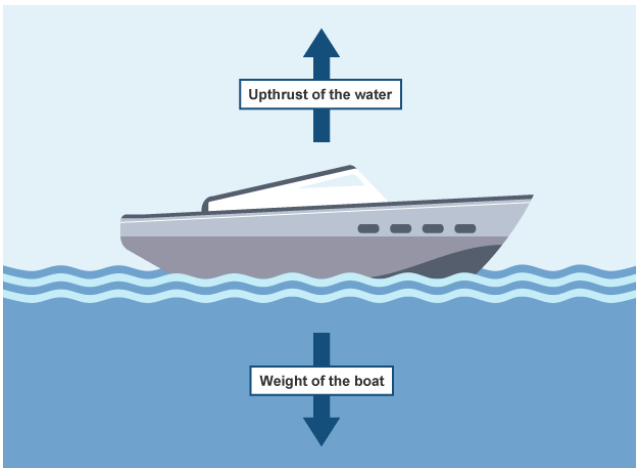 Upthrust of the water
Weight of the boat